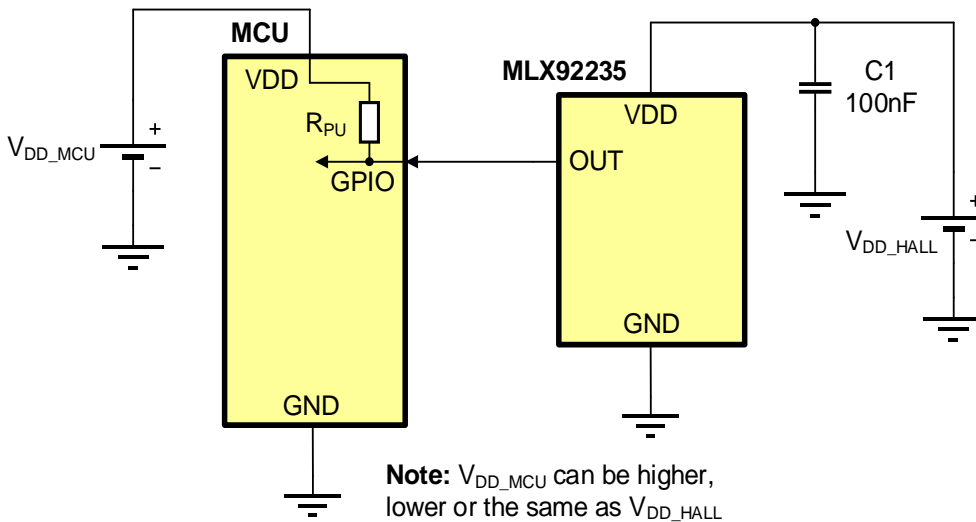 MCU
VDD
R_PU
GPIO
V_DD_MCU
+
−
GND
MLX92235
VDD
OUT
GND
C1
100nF
V_DD_HALL
+
−
Note: V_DD_MCU can be higher,
lower or the same as V_DD_HALL